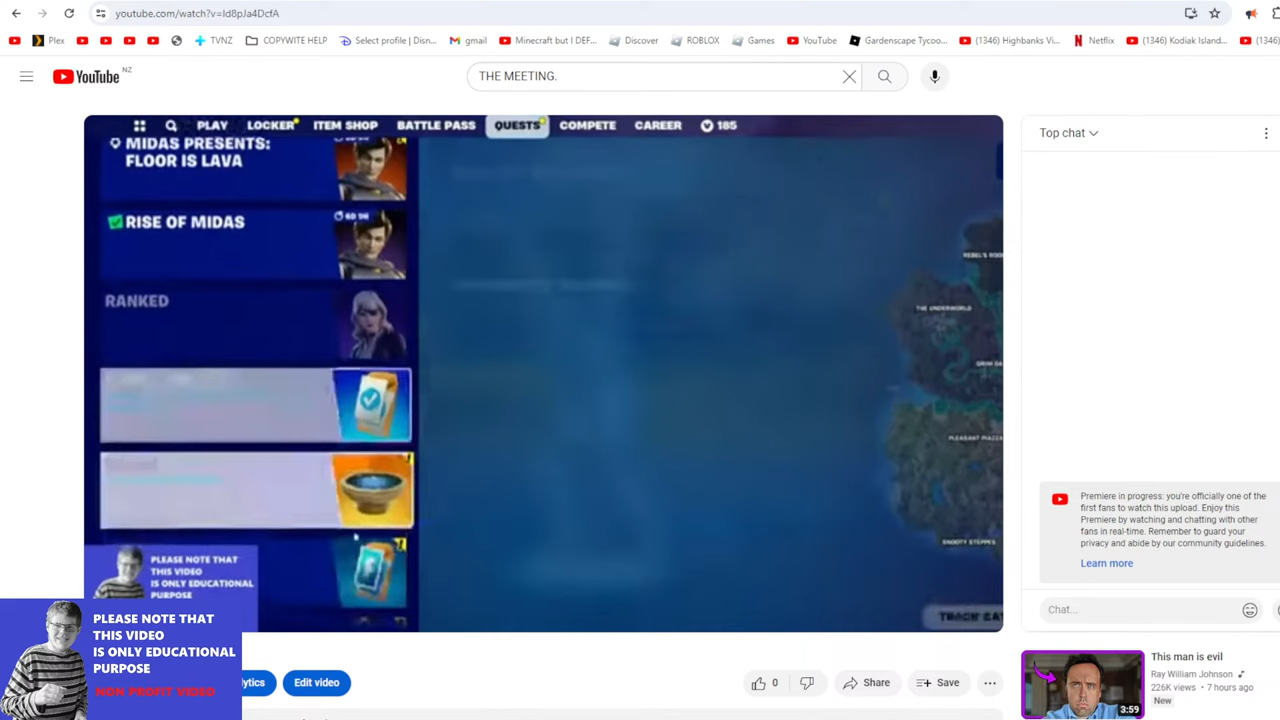 youtube.com/watch?v=ld8pJa4DcfA
Plex
TVNZ
COPYWITE HELP
Select profile | Disn...
gmail
Minecraft but I DEF...
Discover
ROBLOX
Games
YouTube
Gardenscape Tycoo...
(1346) Highbanks Vi...
Netflix
(1346) Kodiak Island...
(1346)
YouTube NZ
THE MEETING.
PLAY
LOCKER
ITEM SHOP
BATTLE PASS
QUESTS
COMPETE
CAREER
185
MIDAS PRESENTS:
FLOOR IS LAVA
RISE OF MIDAS
RANKED
THE UNDERWORLD
PLEASANT PIAZZA
SNOOTY STEPPES
PLEASE NOTE THAT
THIS VIDEO
IS ONLY EDUCATIONAL
PURPOSE
PLEASE NOTE THAT
THIS VIDEO
IS ONLY EDUCATIONAL
PURPOSE
NON PROFIT VIDEO
Edit video
0
Share
Save
Top chat
Premiere in progress: you're officially one of the
first fans to watch this upload. Enjoy this
Premiere by watching and chatting with other
fans in real-time. Remember to guard your
privacy and abide by our community guidelines.
Learn more
Chat...
This man is evil
Ray William Johnson
226K views • 7 hours ago
New
3:59